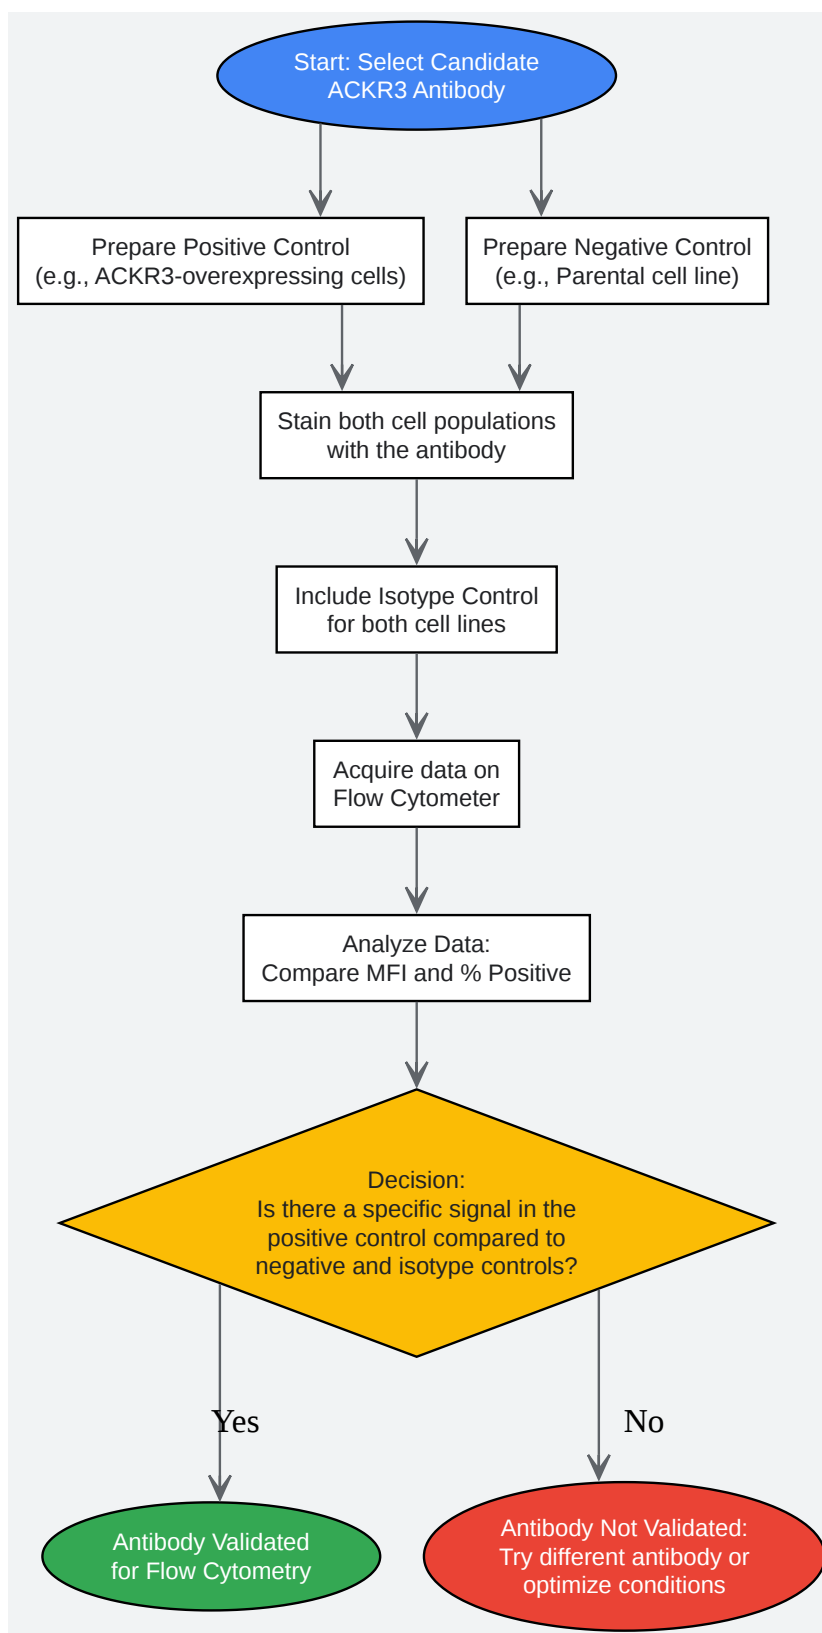 Start: Select Candidate
ACKR3 Antibody
Prepare Positive Control
(e.g., ACKR3-overexpressing cells)
Prepare Negative Control
(e.g., Parental cell line)
Stain both cell populations
with the antibody
Include Isotype Control
for both cell lines
Acquire data on
Flow Cytometer
Analyze Data:
Compare MFI and % Positive
Decision:
Is there a specific signal in the
positive control compared to
negative and isotype controls?
Yes
No
Antibody Validated
for Flow Cytometry
Antibody Not Validated:
Try different antibody or
optimize conditions